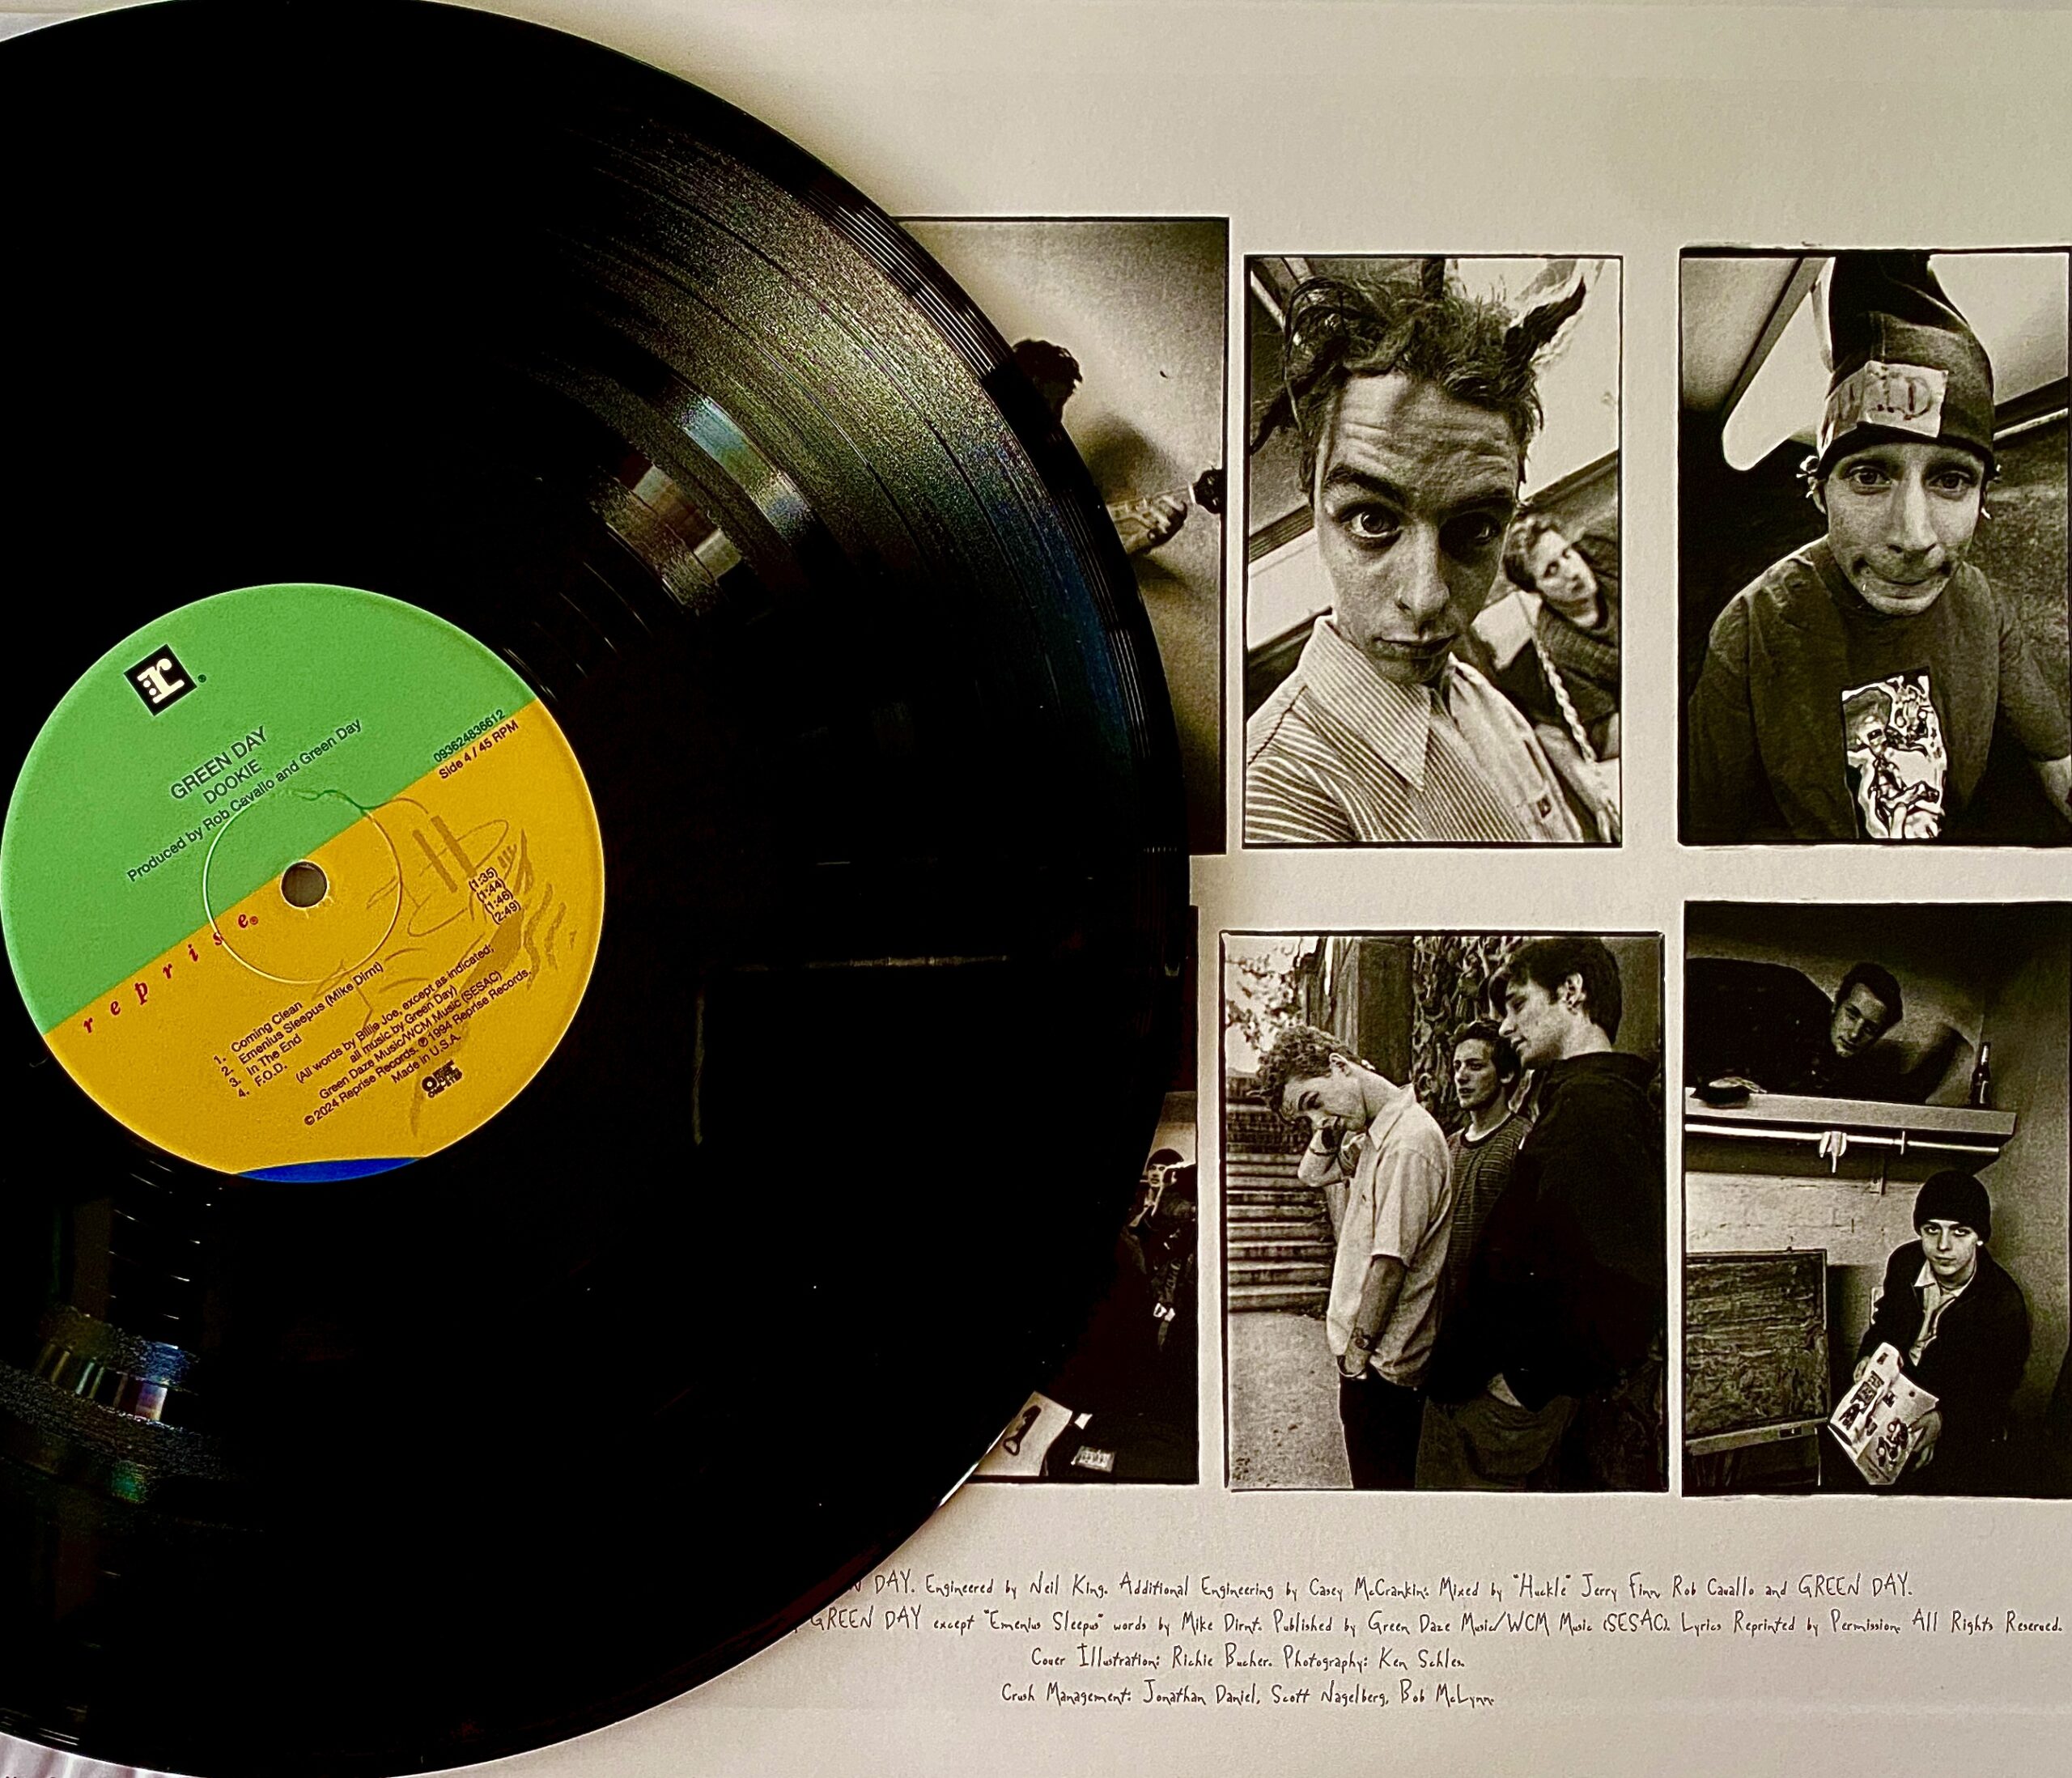 r®
GREEN DAY
DOOKIE
Produced by Rob Cavallo and Green Day
093624836612
Side 4 / 45 RPM
reprise®
1. Coming Clean (1:35)
2. Emenius Sleepus (Mike Dirnt) (1:44)
3. In The End (1:46)
4. F.O.D. (2:49)
(All words by Billie Joe, except as indicated;
all music by Green Day)
Green Daze Music/WCM Music (SESAC)
© 2024 Reprise Records. ℗ 1994 Reprise Records.
Made in U.S.A.
DAY. Engineered by Neil King. Additional Engineering by Casey McCrankin. Mixed by "Huckle" Jerry Finn, Rob Cavallo and GREEN DAY.
GREEN DAY except "Emenius Sleepus" words by Mike Dirnt. Published by Green Daze Music/WCM Music (SESAC). Lyrics Reprinted by Permission. All Rights Reserved.
Cover Illustration: Richie Bucher. Photography: Ken Schles.
Crush Management: Jonathan Daniel, Scott Nagelberg, Bob McLynn.